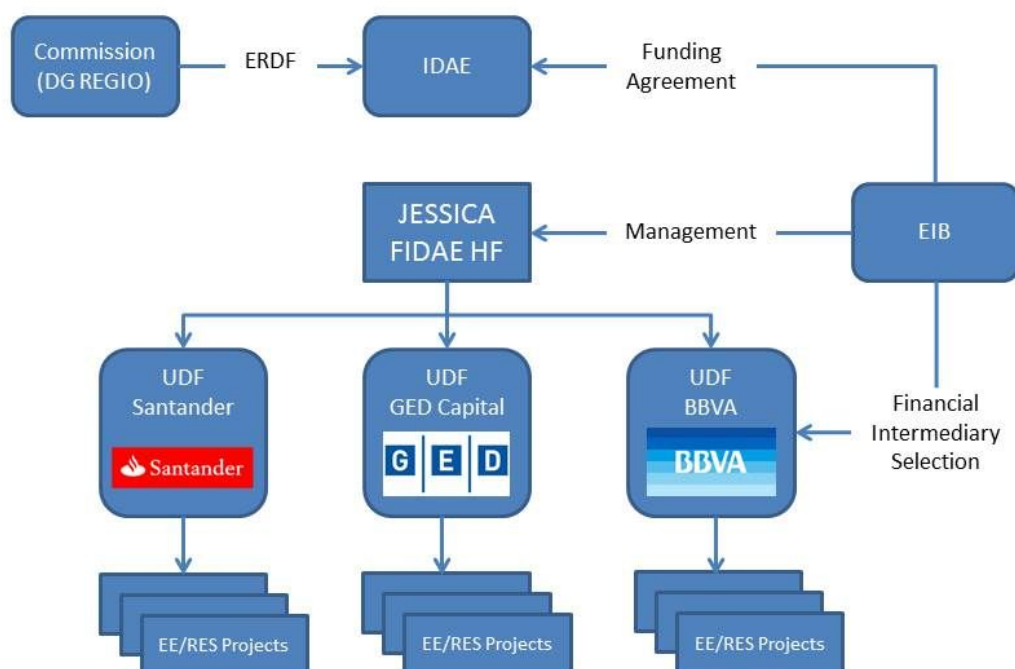 Commission
(DG REGIO)
ERDF
IDAE
Funding
Agreement
JESSICA
FIDAE HF
Management
EIB
UDF
Santander
Santander
UDF
GED Capital
G E D
UDF
BBVA
BBVA
Financial
Intermediary
Selection
EE/RES Projects
EE/RES Projects
EE/RES Projects